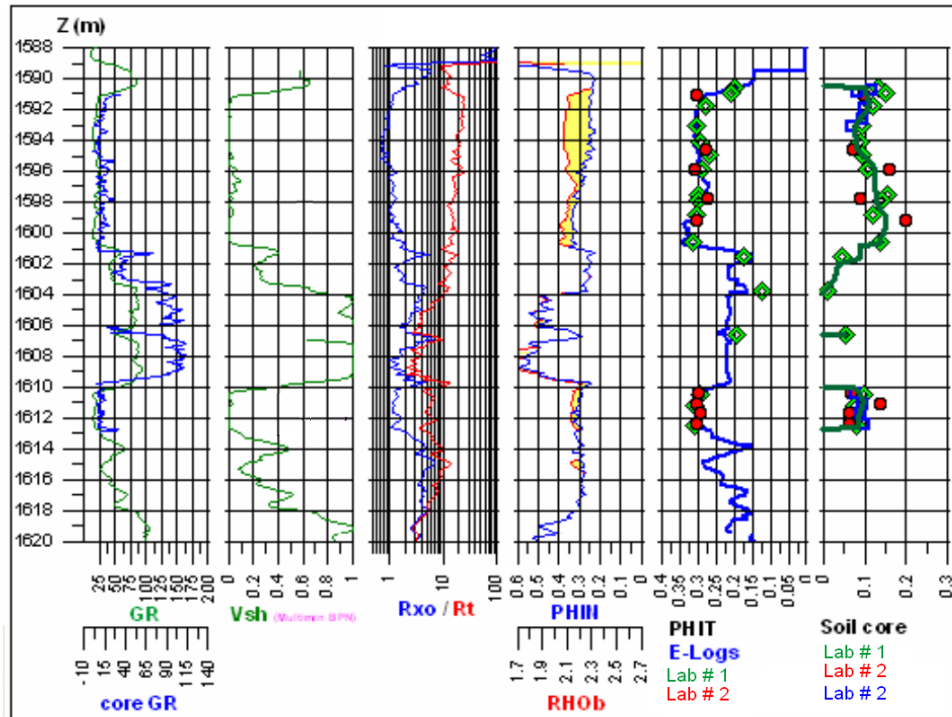 Z (m)
1588
1590
1592
1594
1596
1598
1600
1602
1604
1606
1608
1610
1612
1614
1616
1618
1620
25 50 75 100 125 150 175 200
0 0.2 0.4 0.6 0.8 1
1 10 100
0.6 0.5 0.4 0.3 0.2 0.1 0
0.35 0.3 0.25 0.2 0.15 0.1 0.05 0
0 0.1 0.2 0.3
GR
Vsh (Multimin BPN)
Rxo / Rt
PHIN
PHIT
Soil core
E-Logs
Lab # 1
Lab # 1
Lab # 2
Lab # 2
Lab # 2
-10 15 40 65 90 115 140
1.7 1.9 2.1 2.3 2.5 2.7
core GR
RHOb